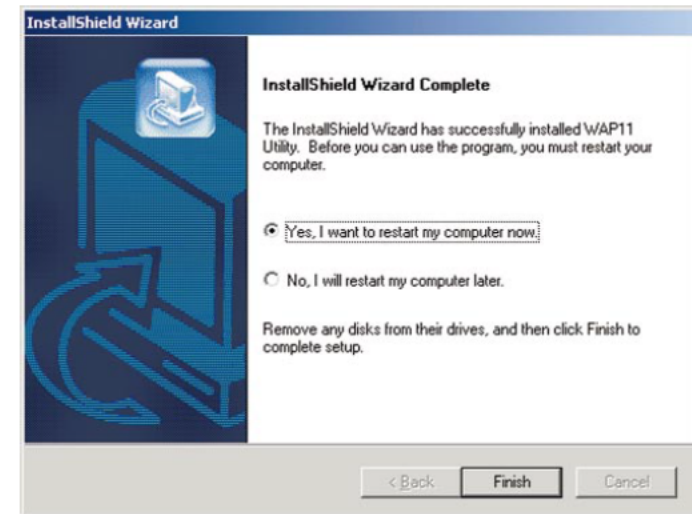 InstallShield Wizard
InstallShield Wizard Complete
The InstallShield Wizard has successfully installed WAP11
Utility. Before you can use the program, you must restart your
computer.
Yes, I want to restart my computer now.
No, I will restart my computer later.
Remove any disks from their drives, and then click Finish to
complete setup.
< Back Finish Cancel